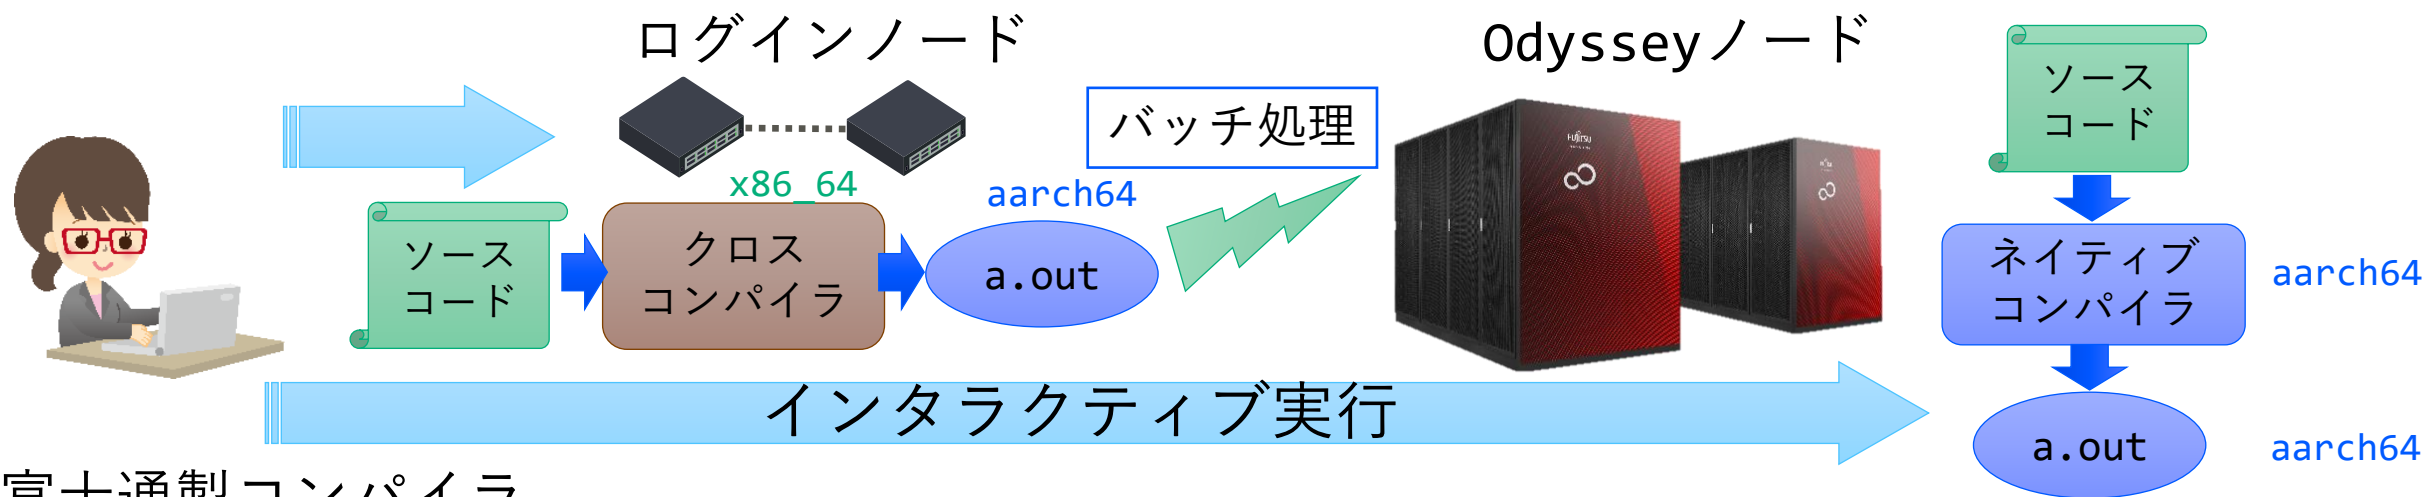 ログインノード
Odysseyノード
バッチ処理
x86_64
aarch64
ソース
コード
クロス
コンパイラ
a.out
FUJITSU
ソース
コード
ネイティブ
コンパイラ
aarch64
インタラクティブ実行
a.out
aarch64
富士通製コンパイラ